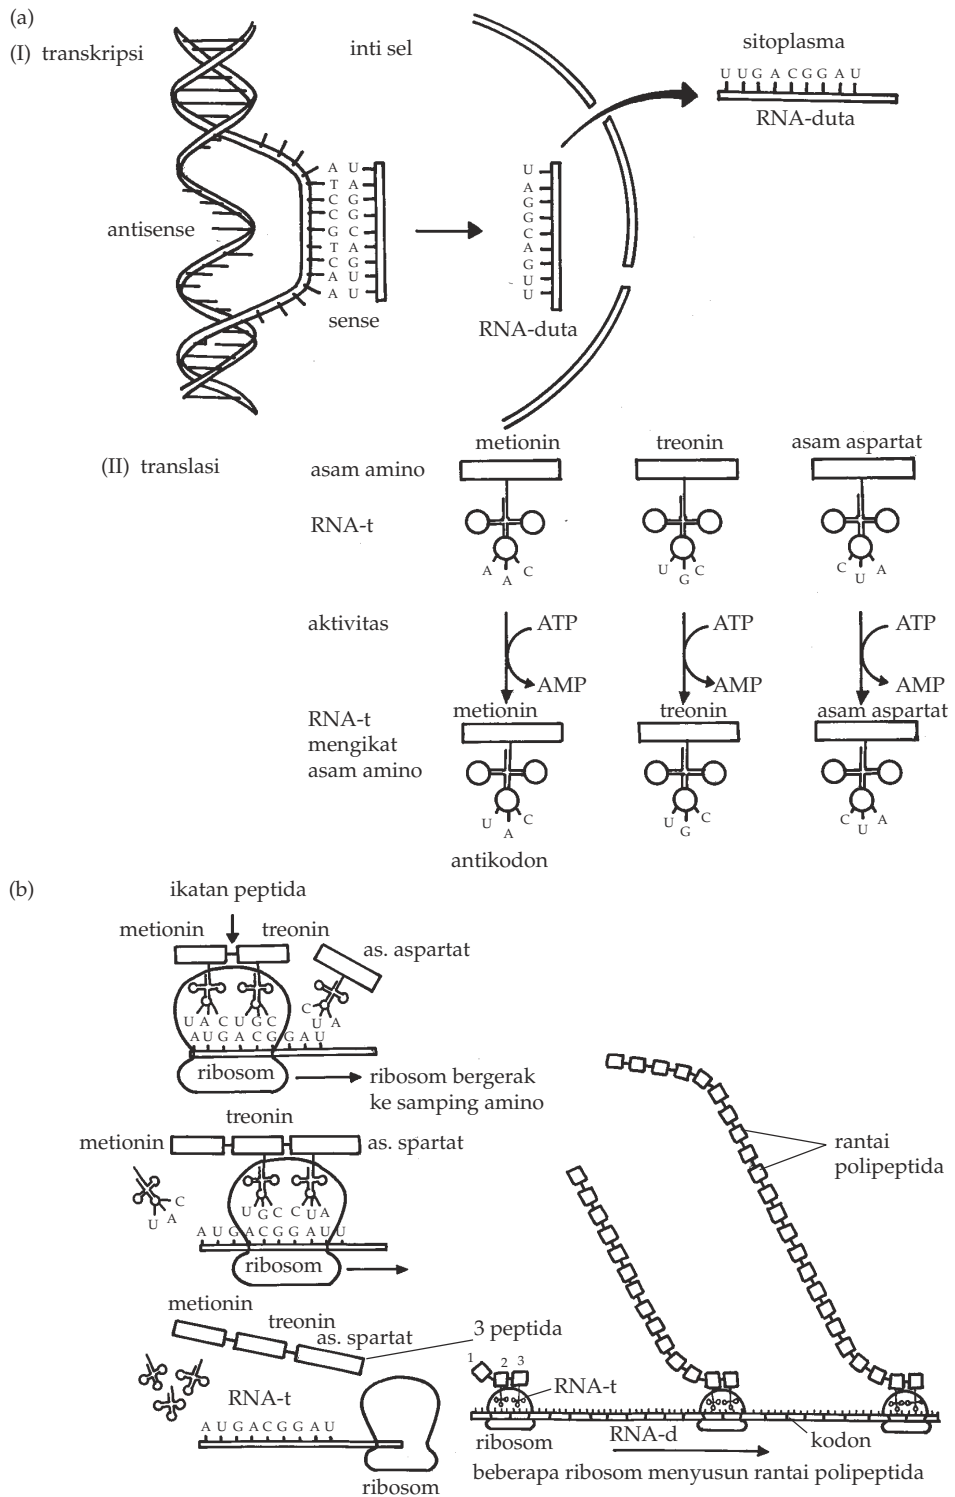 (a)
(I) transkripsi
inti sel
sitoplasma
U U G A C G G A U
RNA-duta
antisense
A U
T A
C G
C G
G C
T A
C G
A U
A U
sense
U
A
G
G
C
A
G
U
U
RNA-duta
(II) translasi
asam amino
metionin
treonin
asam aspartat
RNA-t
A A C
U G C
C U A
aktivitas
ATP
AMP
ATP
AMP
ATP
AMP
RNA-t
mengikat
asam amino
metionin
treonin
asam aspartat
U A C
U G C
C U A
antikodon
(b)
ikatan peptida
metionin
treonin
as. aspartat
U A C U G C
C U A
A U G A C G G A U
ribosom
ribosom bergerak
ke samping amino
treonin
metionin
as. spartat
U A C
U G C C U A
A U G A C G G A U U
ribosom
metionin
treonin
as. spartat
3 peptida
RNA-t
A U G A C G G A U
ribosom
rantai
polipeptida
1 2 3
RNA-t
ribosom
RNA-d
kodon
beberapa ribosom menyusun rantai polipeptida